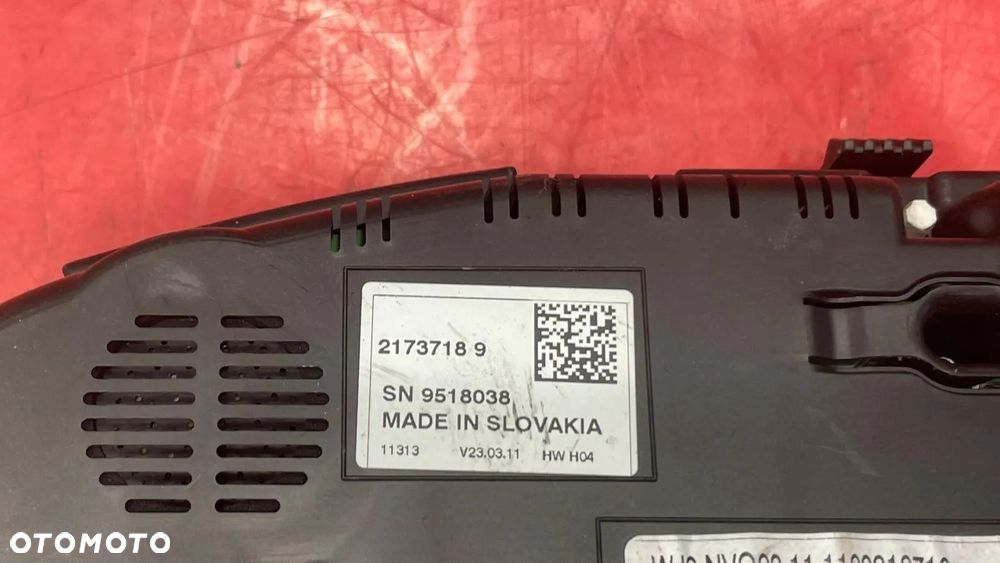 2173718 9
SN 9518038
MADE IN SLOVAKIA
11313 V23.03.11 HW H04
OTOMOTO